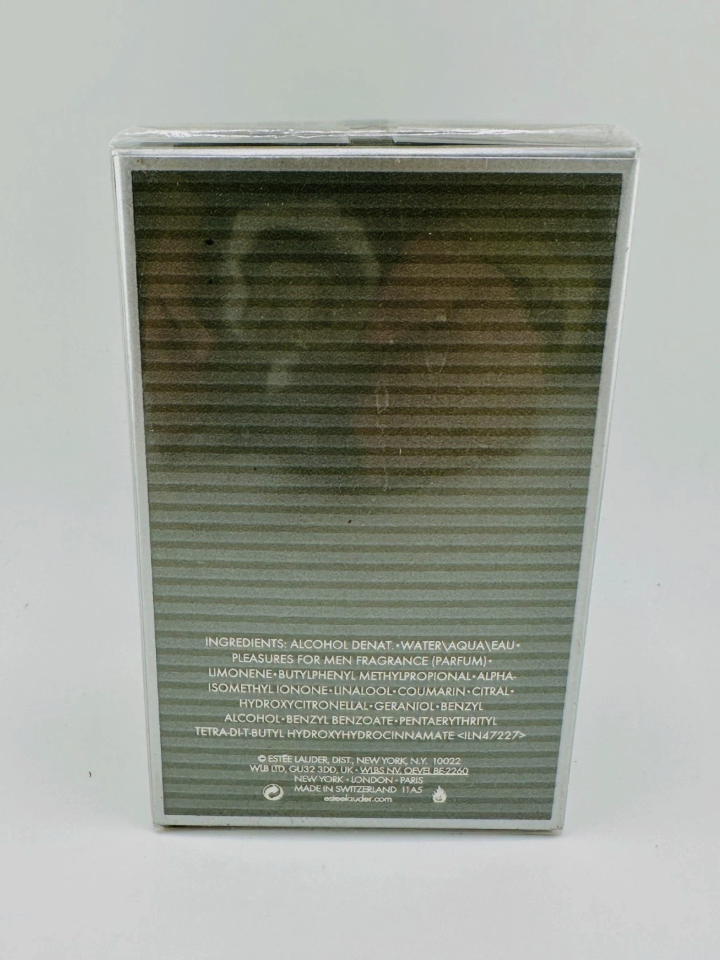 INGREDIENTS: ALCOHOL DENAT.•WATER\AQUA\EAU•
PLEASURES FOR MEN FRAGRANCE (PARFUM)•
LIMONENE•BUTYLPHENYL METHYLPROPIONAL•ALPHA-
ISOMETHYL IONONE•LINALOOL•COUMARIN•CITRAL•
HYDROXYCITRONELLAL•GERANIOL•BENZYL
ALCOHOL•BENZYL BENZOATE•PENTAERYTHRITYL
TETRA-DI-T-BUTYL HYDROXYHYDROCINNAMATE <ILN47227>
© ESTĒE LAUDER, DIST., NEW YORK, N.Y. 10022
WLB LTD, GU32 3DD, UK • WLBS NV. OEVEL BE-2260
NEW YORK • LONDON • PARIS
MADE IN SWITZERLAND 11A5
esteelauder.com